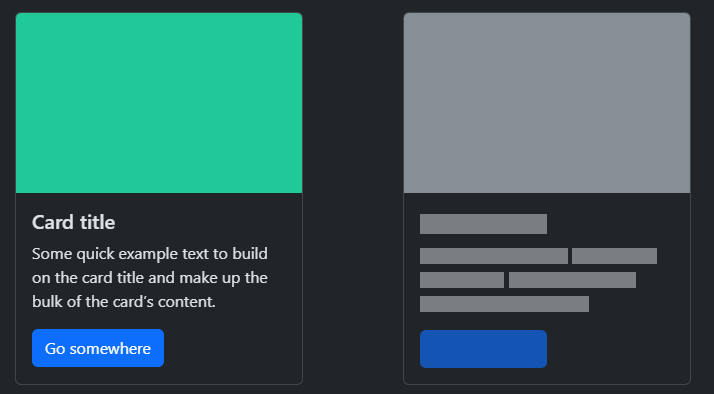 Card title
Some quick example text to build
on the card title and make up the
bulk of the card’s content.
Go somewhere